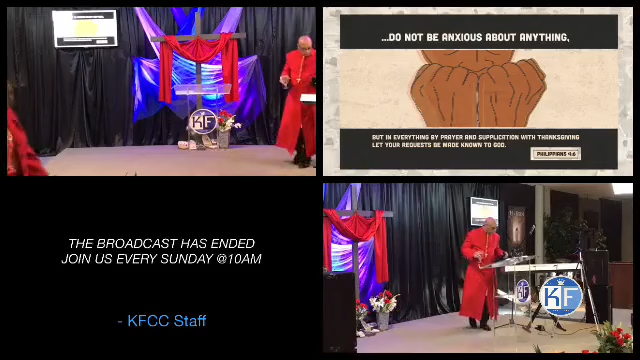 KF
...DO NOT BE ANXIOUS ABOUT ANYTHING,
BUT IN EVERYTHING BY PRAYER AND SUPPLICATION WITH THANKSGIVING
LET YOUR REQUESTS BE MADE KNOWN TO GOD.
PHILIPPIANS 4:6
THE BROADCAST HAS ENDED
JOIN US EVERY SUNDAY @10AM
- KFCC Staff
KF
KF